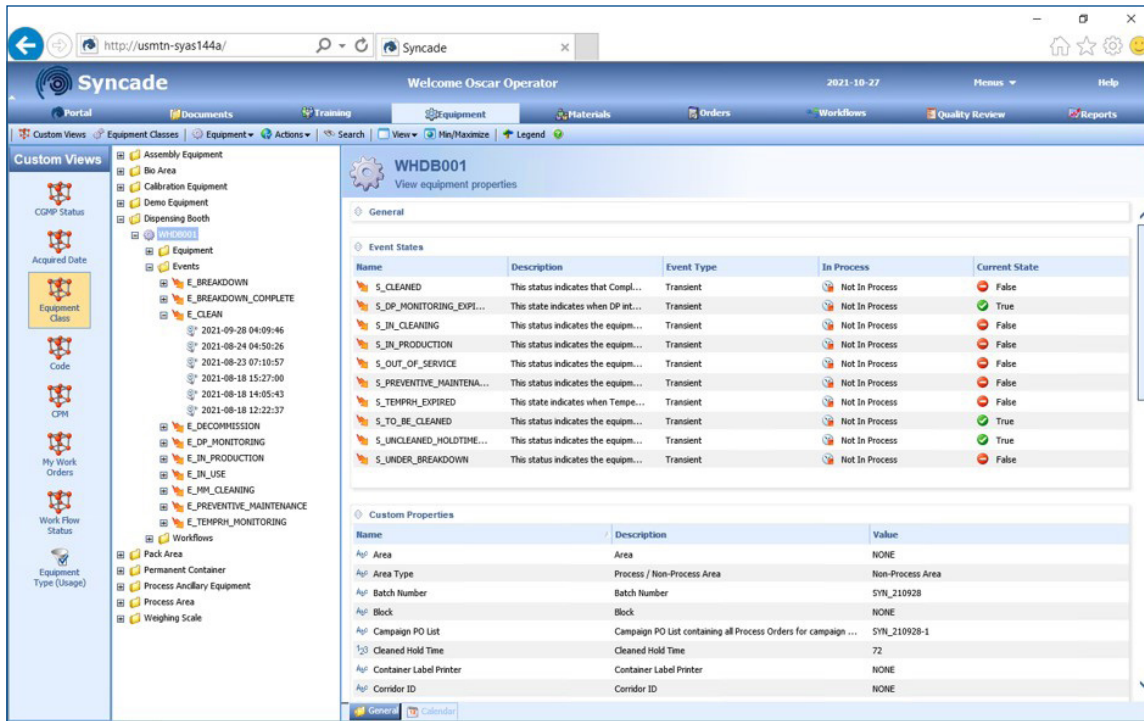 http://usmtn-syas144a/
Syncade
Syncade
Welcome Oscar Operator
2021-10-27
Menus
Help
Portal
Documents
Training
Equipment
Materials
Orders
Workflows
Quality Review
Reports
Custom Views
Equipment Classes
Equipment
Actions
Search
View
Min/Maximize
Legend
Custom Views
CGMP Status
Acquired Date
Equipment
Class
Code
CPM
My Work
Orders
Work Flow
Status
Equipment
Type (Usage)
Assembly Equipment
Bio Area
Calibration Equipment
Demo Equipment
Dispensing Booth
WHDB001
Equipment
Events
E_BREAKDOWN
E_BREAKDOWN_COMPLETE
E_CLEAN
2021-09-28 04:09:46
2021-08-24 04:50:26
2021-08-23 07:10:57
2021-08-18 15:27:00
2021-08-18 14:05:43
2021-08-18 12:22:37
E_DECOMMISSION
E_DP_MONITORING
E_IN_PRODUCTION
E_IN_USE
E_MM_CLEANING
E_PREVENTIVE_MAINTENANCE
E_TEMPRH_MONITORING
Workflows
Pack Area
Permanent Container
Process Ancillary Equipment
Process Area
Weighing Scale
WHDB001
View equipment properties
General
Event States
Name Description Event Type In Process Current State
S_CLEANED This status indicates that Compl... Transient Not In Process False
S_DP_MONITORING_EXPI... This state indicates when DP int... Transient Not In Process True
S_IN_CLEANING This status indicates the equipm... Transient Not In Process False
S_IN_PRODUCTION This status indicates the equipm... Transient Not In Process False
S_OUT_OF_SERVICE This status indicates the equipm... Transient Not In Process False
S_PREVENTIVE_MAINTENA... This status indicates the equipm... Transient Not In Process False
S_TEMPRH_EXPIRED This state indicates when Tempe... Transient Not In Process False
S_TO_BE_CLEANED This status indicates the equipm... Transient Not In Process True
S_UNCLEANED_HOLDTIME... This status indicates the equipm... Transient Not In Process True
S_UNDER_BREAKDOWN This status indicates the equipm... Transient Not In Process False
Custom Properties
Name Description Value
Area Area NONE
Area Type Process / Non-Process Area Non-Process Area
Batch Number Batch Number SYN_210928
Block Block NONE
Campaign PO List Campaign PO List containing all Process Orders for campaign ... SYN_210928-1
Cleaned Hold Time Cleaned Hold Time 72
Container Label Printer Container Label Printer NONE
Corridor ID Corridor ID NONE
General
Calendar